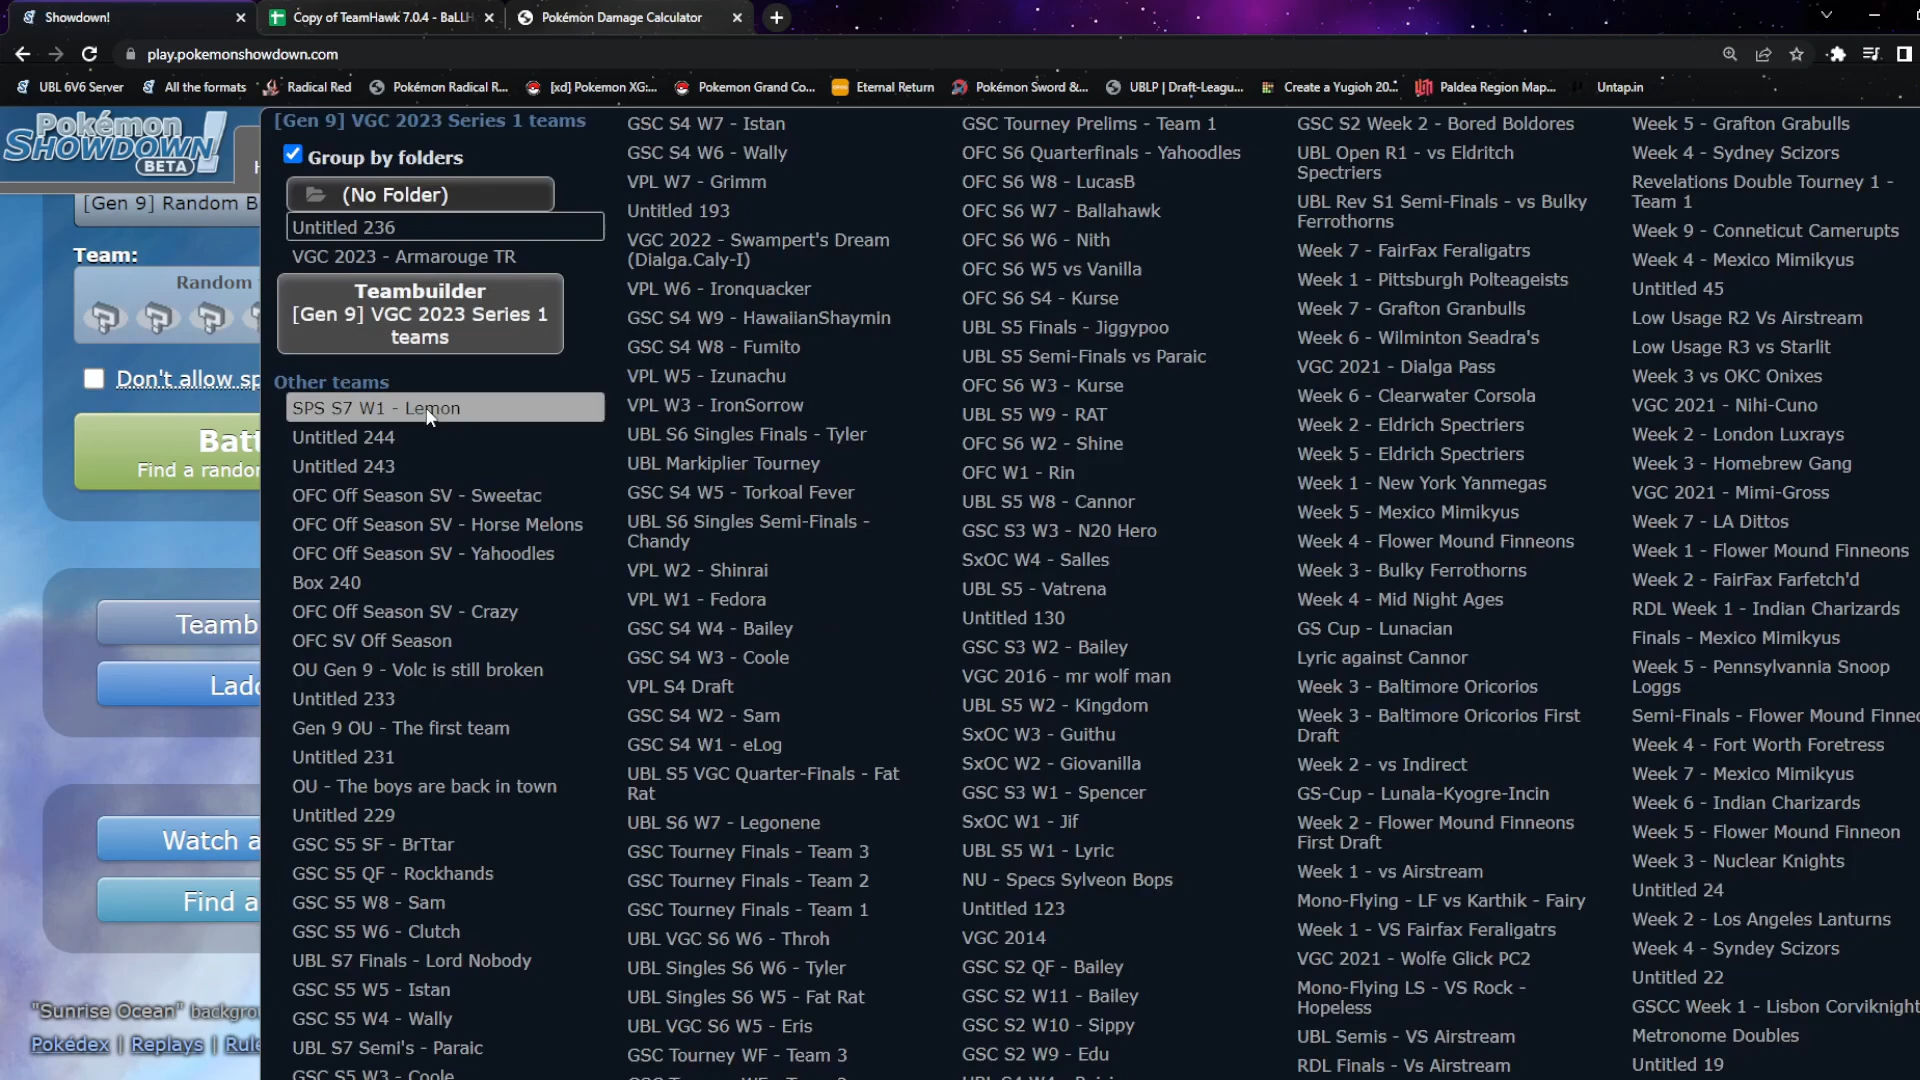 Showdown!
Copy of TeamHawk 7.0.4 - BaLLH
Pokémon Damage Calculator
play.pokemonshowdown.com
UBL 6V6 Server
All the formats
Radical Red
Pokémon Radical R...
[xd] Pokemon XG:...
Pokemon Grand Co...
Eternal Return
Pokémon Sword &...
UBLP | Draft-Leagu...
Create a Yugioh 20...
Paldea Region Map...
Untap.in
Pokémon
Showdown!
BETA
[Gen 9] Random B
Team:
Random
Don't allow sp
Batt
Find a rando
Teamb
Ladd
Watch a
Find a
"Sunrise Ocean" backgro
Pokédex | Replays | Rule
[Gen 9] VGC 2023 Series 1 teams
Group by folders
(No Folder)
Untitled 236
VGC 2023 - Armarouge TR
Teambuilder
[Gen 9] VGC 2023 Series 1
teams
Other teams
SPS S7 W1 - Lemon
Untitled 244
Untitled 243
OFC Off Season SV - Sweetac
OFC Off Season SV - Horse Melons
OFC Off Season SV - Yahoodles
Box 240
OFC Off Season SV - Crazy
OFC SV Off Season
OU Gen 9 - Volc is still broken
Untitled 233
Gen 9 OU - The first team
Untitled 231
OU - The boys are back in town
Untitled 229
GSC S5 SF - BrTtar
GSC S5 QF - Rockhands
GSC S5 W8 - Sam
GSC S5 W6 - Clutch
UBL S7 Finals - Lord Nobody
GSC S5 W5 - Istan
GSC S5 W4 - Wally
UBL S7 Semi's - Paraic
GSC S5 W3 - Coole
GSC S4 W7 - Istan
GSC S4 W6 - Wally
VPL W7 - Grimm
Untitled 193
VGC 2022 - Swampert's Dream
(Dialga.Caly-I)
VPL W6 - Ironquacker
GSC S4 W9 - HawaiianShaymin
GSC S4 W8 - Fumito
VPL W5 - Izunachu
VPL W3 - IronSorrow
UBL S6 Singles Finals - Tyler
UBL Markiplier Tourney
GSC S4 W5 - Torkoal Fever
UBL S6 Singles Semi-Finals -
Chandy
VPL W2 - Shinrai
VPL W1 - Fedora
GSC S4 W4 - Bailey
GSC S4 W3 - Coole
VPL S4 Draft
GSC S4 W2 - Sam
GSC S4 W1 - eLog
UBL S5 VGC Quarter-Finals - Fat
Rat
UBL S6 W7 - Legonene
GSC Tourney Finals - Team 3
GSC Tourney Finals - Team 2
GSC Tourney Finals - Team 1
UBL VGC S6 W6 - Throh
UBL Singles S6 W6 - Tyler
UBL Singles S6 W5 - Fat Rat
UBL VGC S6 W5 - Eris
GSC Tourney WF - Team 3
GSC Tourney Prelims - Team 1
OFC S6 Quarterfinals - Yahoodles
OFC S6 W8 - LucasB
OFC S6 W7 - Ballahawk
OFC S6 W6 - Nith
OFC S6 W5 vs Vanilla
OFC S6 S4 - Kurse
UBL S5 Finals - Jiggypoo
UBL S5 Semi-Finals vs Paraic
OFC S6 W3 - Kurse
UBL S5 W9 - RAT
OFC S6 W2 - Shine
OFC W1 - Rin
UBL S5 W8 - Cannor
GSC S3 W3 - N20 Hero
SxOC W4 - Salles
UBL S5 - Vatrena
Untitled 130
GSC S3 W2 - Bailey
VGC 2016 - mr wolf man
UBL S5 W2 - Kingdom
SxOC W3 - Guithu
SxOC W2 - Giovanilla
GSC S3 W1 - Spencer
SxOC W1 - Jif
UBL S5 W1 - Lyric
NU - Specs Sylveon Bops
Untitled 123
VGC 2014
GSC S2 QF - Bailey
GSC S2 W11 - Bailey
GSC S2 W10 - Sippy
GSC S2 W9 - Edu
GSC S2 Week 2 - Bored Boldores
UBL Open R1 - vs Eldritch
Spectriers
UBL Rev S1 Semi-Finals - vs Bulky
Ferrothorns
Week 7 - FairFax Feraligatrs
Week 1 - Pittsburgh Polteageists
Week 7 - Grafton Granbulls
Week 6 - Wilminton Seadra's
VGC 2021 - Dialga Pass
Week 6 - Clearwater Corsola
Week 2 - Eldrich Spectriers
Week 5 - Eldrich Spectriers
Week 1 - New York Yanmegas
Week 5 - Mexico Mimikyus
Week 4 - Flower Mound Finneons
Week 3 - Bulky Ferrothorns
Week 4 - Mid Night Ages
GS Cup - Lunacian
Lyric against Cannor
Week 3 - Baltimore Oricorios
Week 3 - Baltimore Oricorios First
Draft
Week 2 - vs Indirect
GS-Cup - Lunala-Kyogre-Incin
Week 2 - Flower Mound Finneons
First Draft
Week 1 - vs Airstream
Mono-Flying - LF vs Karthik - Fairy
Week 1 - VS Fairfax Feraligatrs
VGC 2021 - Wolfe Glick PC2
Mono-Flying LS - VS Rock -
Hopeless
UBL Semis - VS Airstream
RDL Finals - Vs Airstream
Week 5 - Grafton Grabulls
Week 4 - Sydney Scizors
Revelations Double Tourney 1 -
Team 1
Week 9 - Conneticut Camerupts
Week 4 - Mexico Mimikyus
Untitled 45
Low Usage R2 Vs Airstream
Low Usage R3 vs Starlit
Week 3 vs OKC Onixes
VGC 2021 - Nihi-Cuno
Week 2 - London Luxrays
Week 3 - Homebrew Gang
VGC 2021 - Mimi-Gross
Week 7 - LA Dittos
Week 1 - Flower Mound Finneons
Week 2 - FairFax Farfetch'd
RDL Week 1 - Indian Charizards
Finals - Mexico Mimikyus
Week 5 - Pennsylvannia Snoop
Loggs
Semi-Finals - Flower Mound Finneo
Week 4 - Fort Worth Foretress
Week 7 - Mexico Mimikyus
Week 6 - Indian Charizards
Week 5 - Flower Mound Finneon
Week 3 - Nuclear Knights
Untitled 24
Week 2 - Los Angeles Lanturns
Week 4 - Syndey Scizors
Untitled 22
GSCC Week 1 - Lisbon Corviknight
Metronome Doubles
Untitled 19